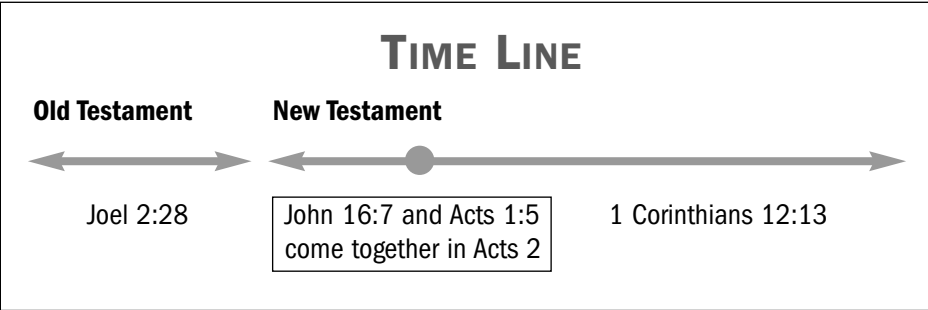 TIME LINE
Old Testament New Testament
Joel 2:28
John 16:7 and Acts 1:5
come together in Acts 2
1 Corinthians 12:13